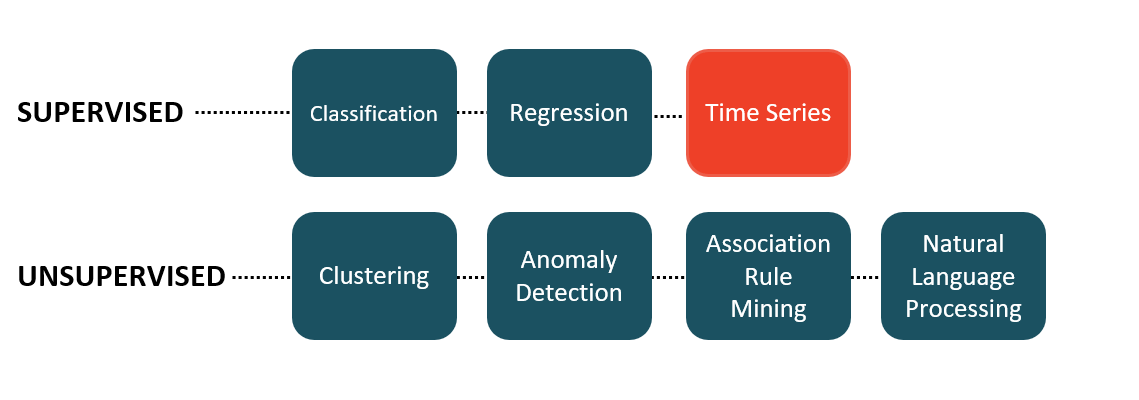 SUPERVISED
Classification
Regression
Time Series
UNSUPERVISED
Clustering
Anomaly
Detection
Association
Rule
Mining
Natural
Language
Processing